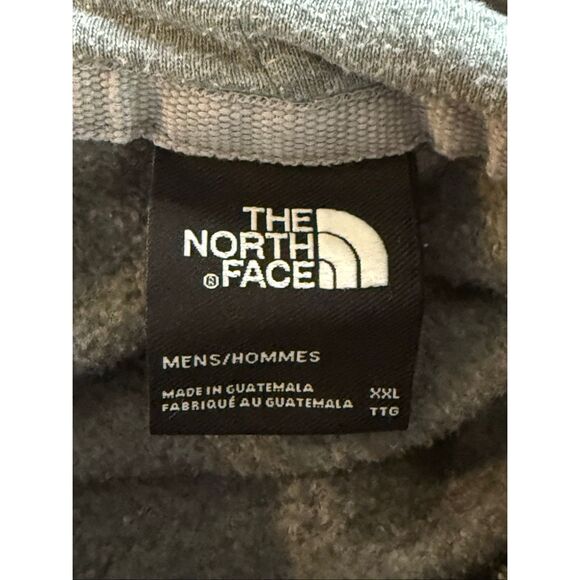 THE
NORTH
®FACE
MENS/HOMMES
MADE IN GUATEMALA XXL
FABRIQUÉ AU GUATEMALA TTG